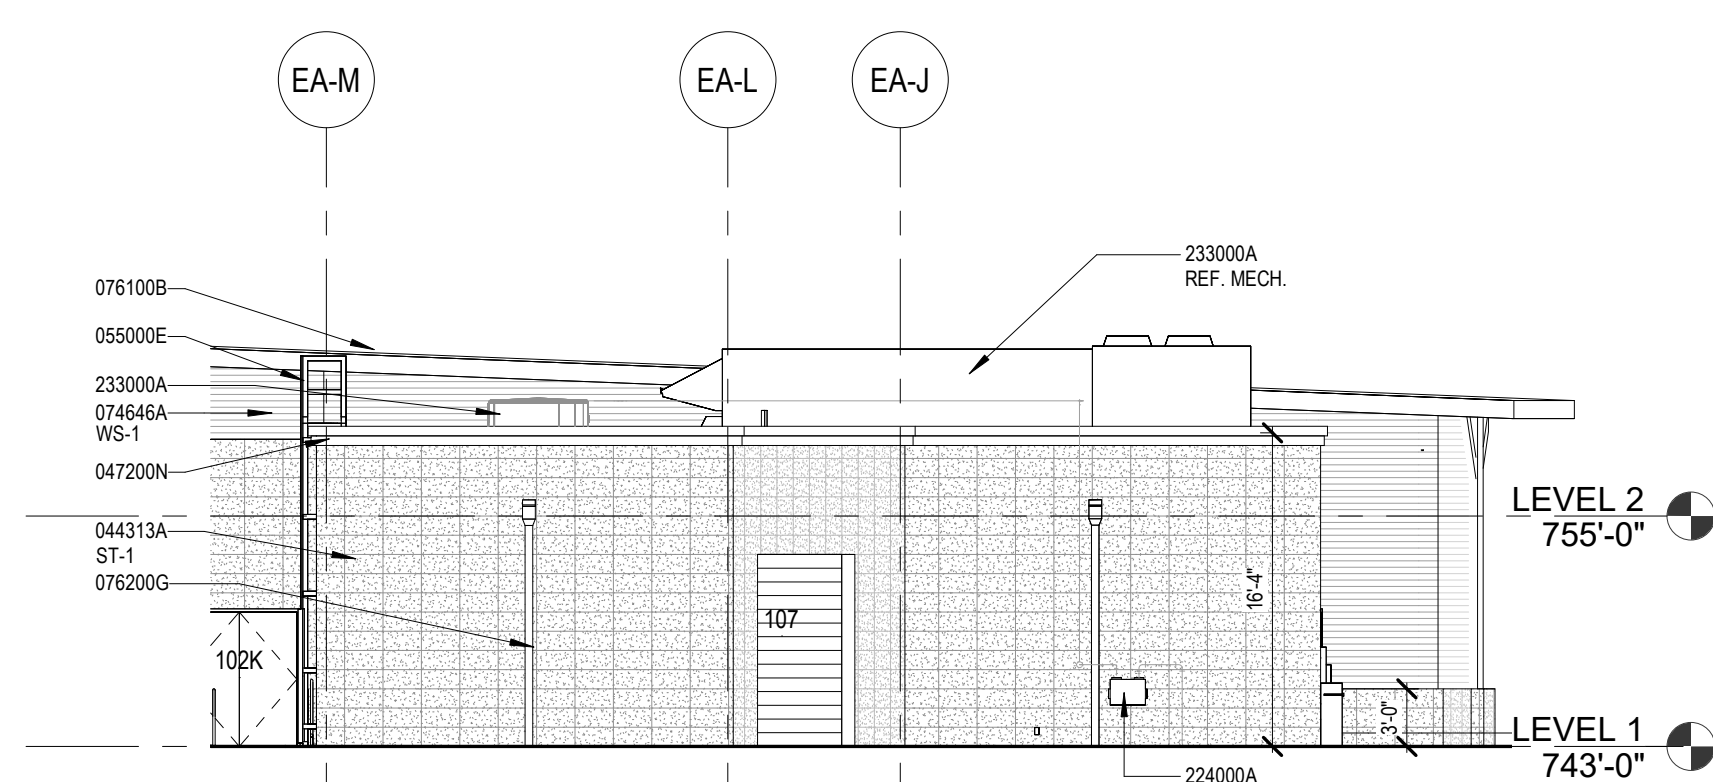 EA-M
EA-L
EA-J
233000A
REF. MECH.
076100B
055000E
233000A
074646A
WS-1
047200N
044313A
ST-1
076200G
LEVEL 2
755'-0"
16'-4"
107
102K
3'-0"
LEVEL 1
743'-0"
224000A